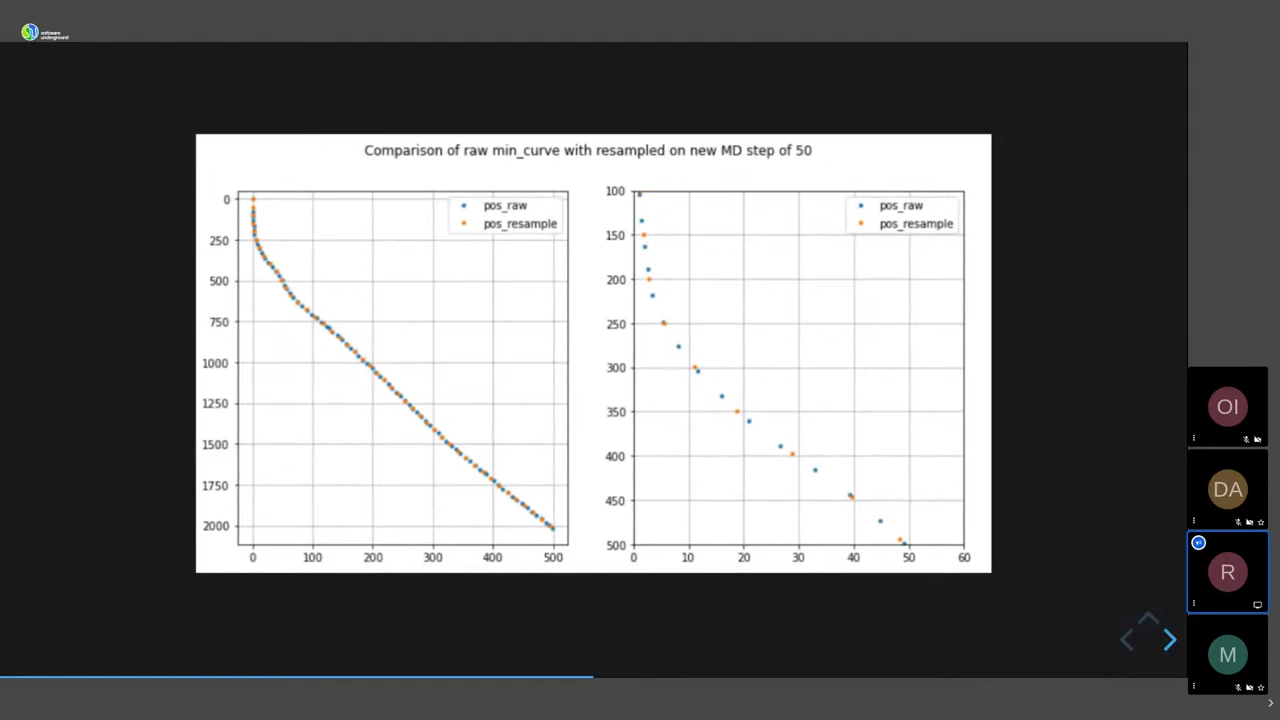 software
underground
Comparison of raw min_curve with resampled on new MD step of 50
pos_raw
pos_resample
0
250
500
750
1000
1250
1500
1750
2000
0
100
200
300
400
500
pos_raw
pos_resample
100
150
200
250
300
350
400
450
500
0
10
20
30
40
50
60
OI
DA
R
M